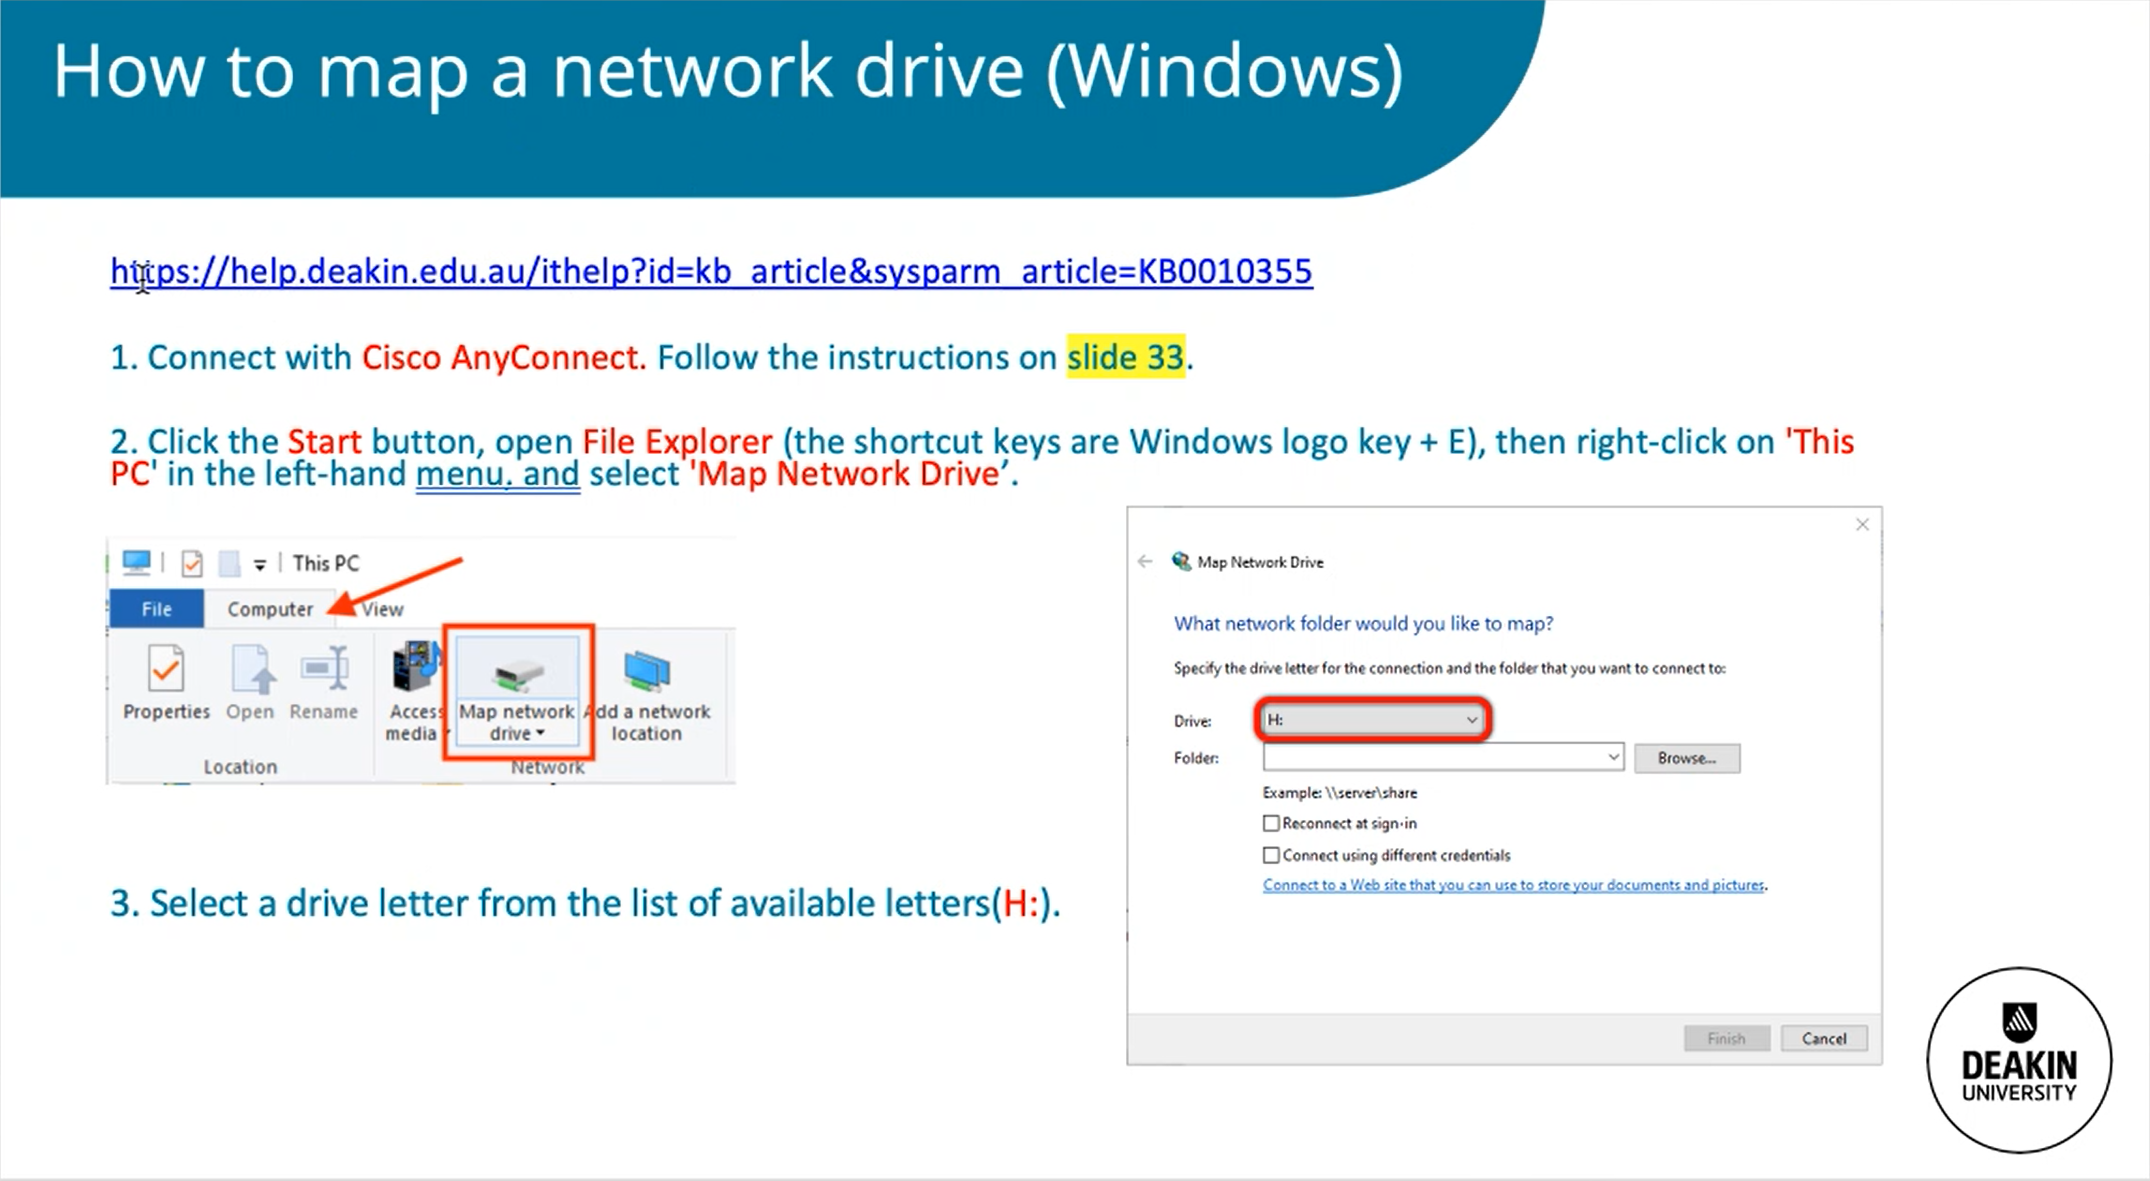 How to map a network drive (Windows)
https://help.deakin.edu.au/ithelp?id=kb_article&sysparm_article=KB0010355
1. Connect with Cisco AnyConnect. Follow the instructions on slide 33.
2. Click the Start button, open File Explorer (the shortcut keys are Windows logo key + E), then right-click on 'This
PC' in the left-hand menu. and select 'Map Network Drive’.
This PC
File Computer View
Properties Open Rename Access media Map network drive Add a network location
Location Network
Map Network Drive
What network folder would you like to map?
Specify the drive letter for the connection and the folder that you want to connect to:
Drive: H:
Folder: Browse...
Example: \\server\share
Reconnect at sign-in
Connect using different credentials
Connect to a Web site that you can use to store your documents and pictures.
Finish Cancel
3. Select a drive letter from the list of available letters(H:).
DEAKIN
UNIVERSITY